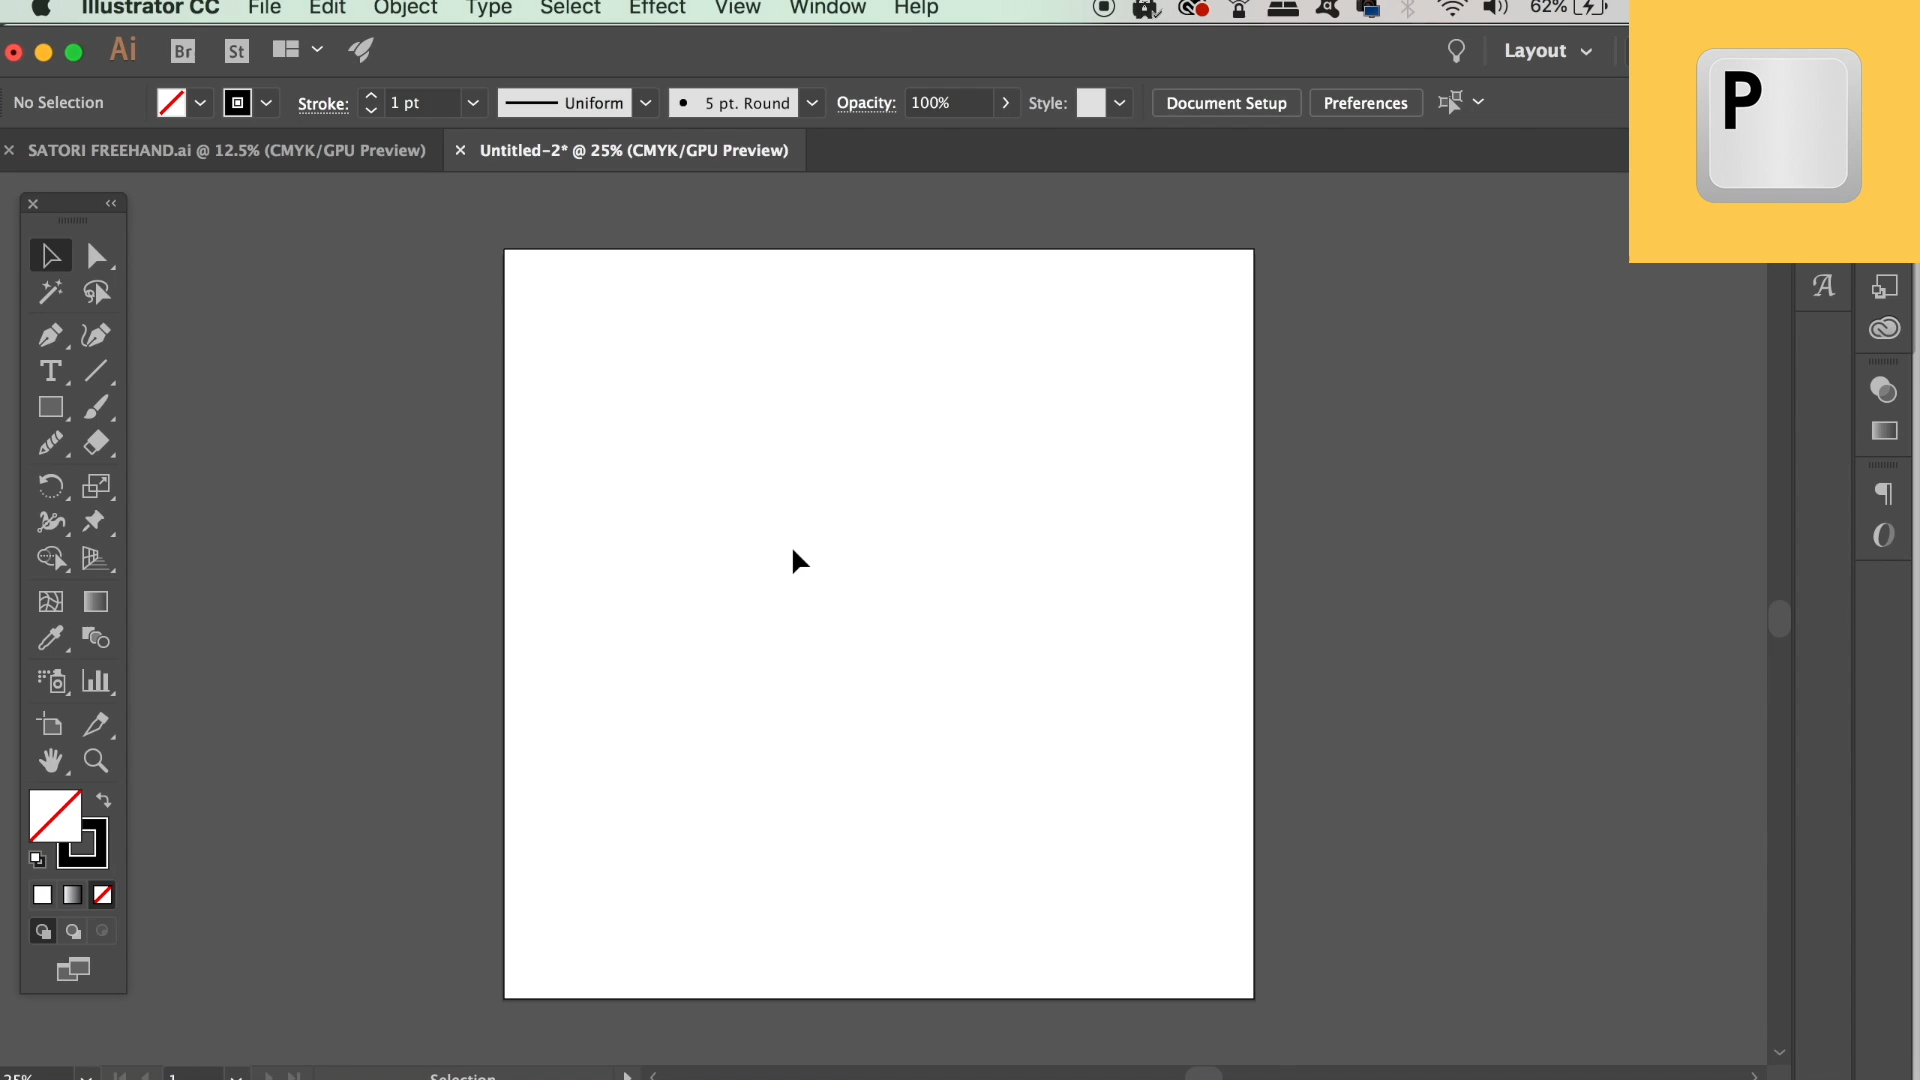 Illustrator CC File Edit Object Type Select Effect View Window Help 62%
Ai Br St Layout
No Selection Stroke: 1 pt Uniform 5 pt. Round Opacity: 100% Style: Document Setup Preferences
SATORI FREEHAND.ai @ 12.5% (CMYK/GPU Preview) Untitled-2* @ 25% (CMYK/GPU Preview)
P
25% 1 Selection